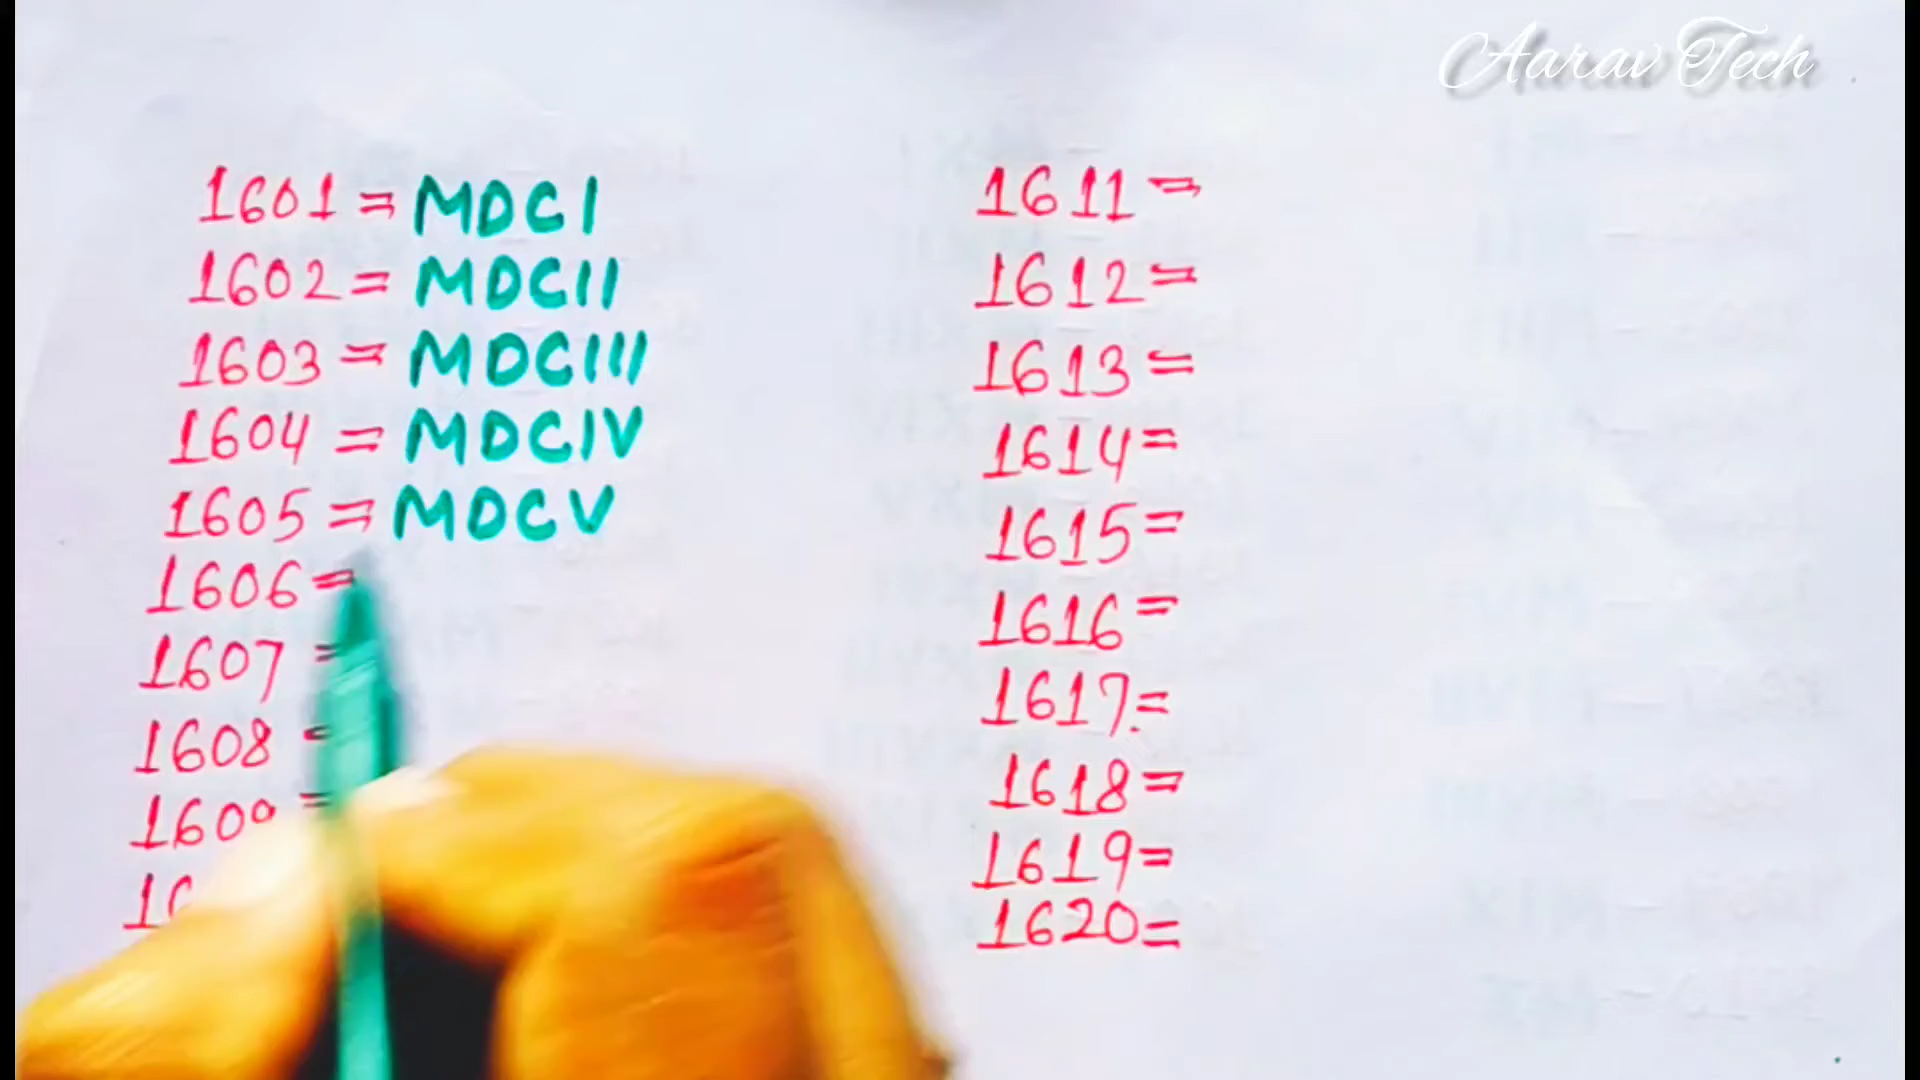 Aarav Tech
1601 = MDCI
1602 = MDCII
1603 = MDCIII
1604 = MDCIV
1605 = MDCV
1606 =
1607 =
1608 =
1609 =
1611 =
1612 =
1613 =
1614 =
1615 =
1616 =
1617 =
1618 =
1619 =
1620 =